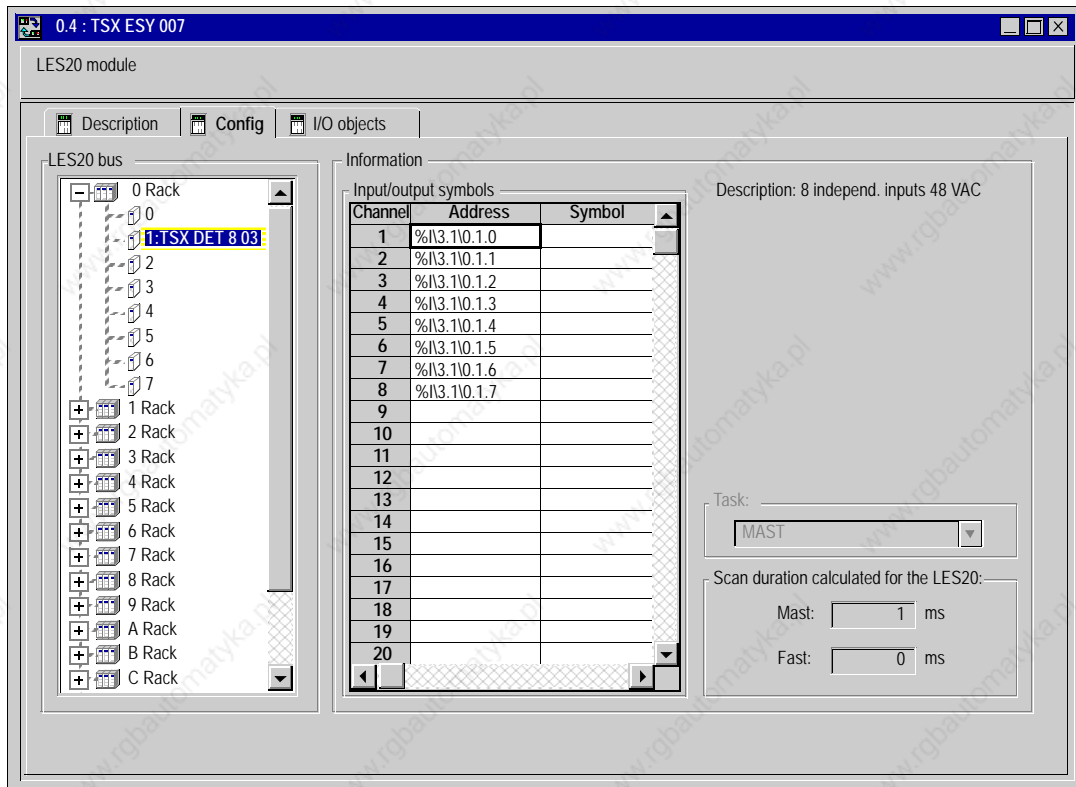 0.4 : TSX ESY 007
LES20 module
Description
Config
I/O objects
LES20 bus
0 Rack
0
1:TSX DET 8 03
2
3
4
5
6
7
1 Rack
2 Rack
3 Rack
4 Rack
5 Rack
6 Rack
7 Rack
8 Rack
9 Rack
A Rack
B Rack
C Rack
Information
Input/output symbols
Channel Address Symbol
1 %I\3.1\0.1.0
2 %I\3.1\0.1.1
3 %I\3.1\0.1.2
4 %I\3.1\0.1.3
5 %I\3.1\0.1.4
6 %I\3.1\0.1.5
7 %I\3.1\0.1.6
8 %I\3.1\0.1.7
9
10
11
12
13
14
15
16
17
18
19
20
Description: 8 independ. inputs 48 VAC
Task:
MAST
Scan duration calculated for the LES20:
Mast: 1 ms
Fast: 0 ms
www.rgbautomatyka.pl